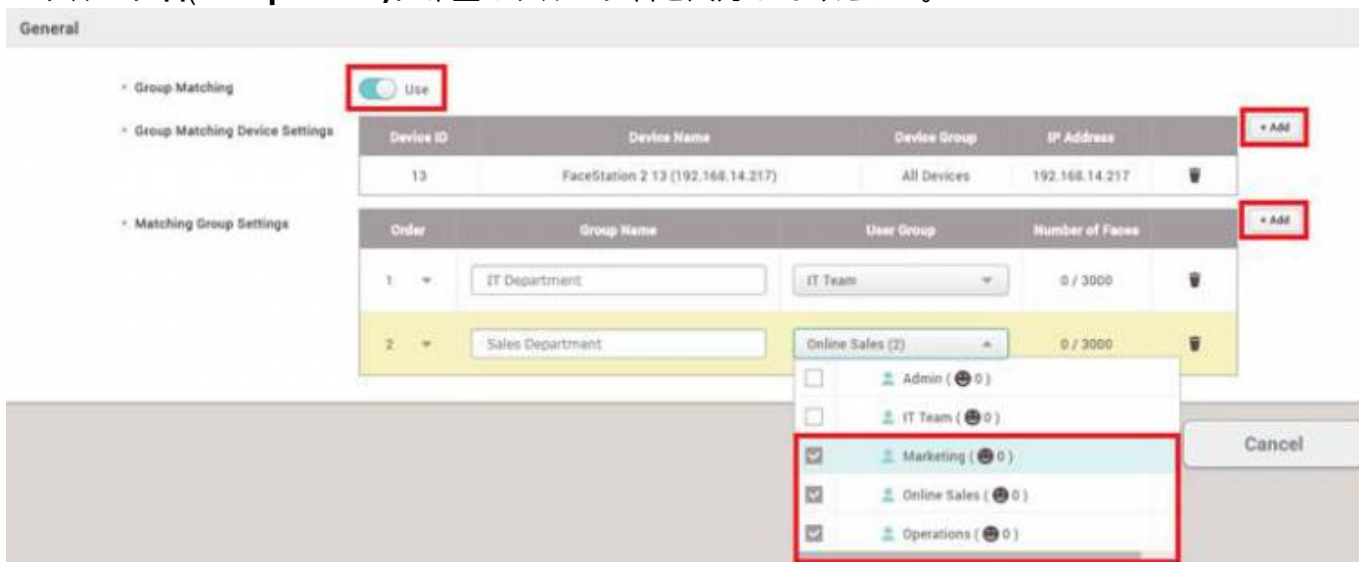 General
Group Matching
Use
Group Matching Device Settings
Device ID Device Name Device Group IP Address
+ Add
13 FaceStation 2 13 (192.168.14.217) All Devices 192.168.14.217
Matching Group Settings
Order Group Name User Group Number of Faces
+ Add
1 IT Department IT Team 0 / 3000
2 Sales Department Online Sales (2) 0 / 3000
Admin ( 0 )
IT Team ( 0 )
Marketing ( 0 )
Online Sales ( 0 )
Operations ( 0 )
Cancel